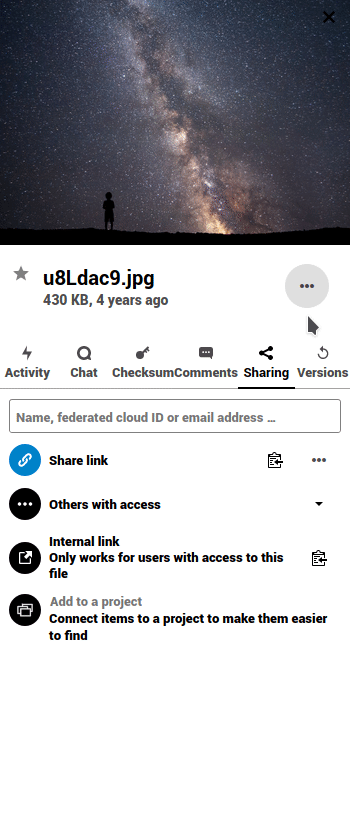 u8Ldac9.jpg
430 KB, 4 years ago
Activity
Chat
Checksum
Comments
Sharing
Versions
Name, federated cloud ID or email address ...
Share link
Others with access
Internal link
Only works for users with access to this
file
Add to a project
Connect items to a project to make them easier
to find